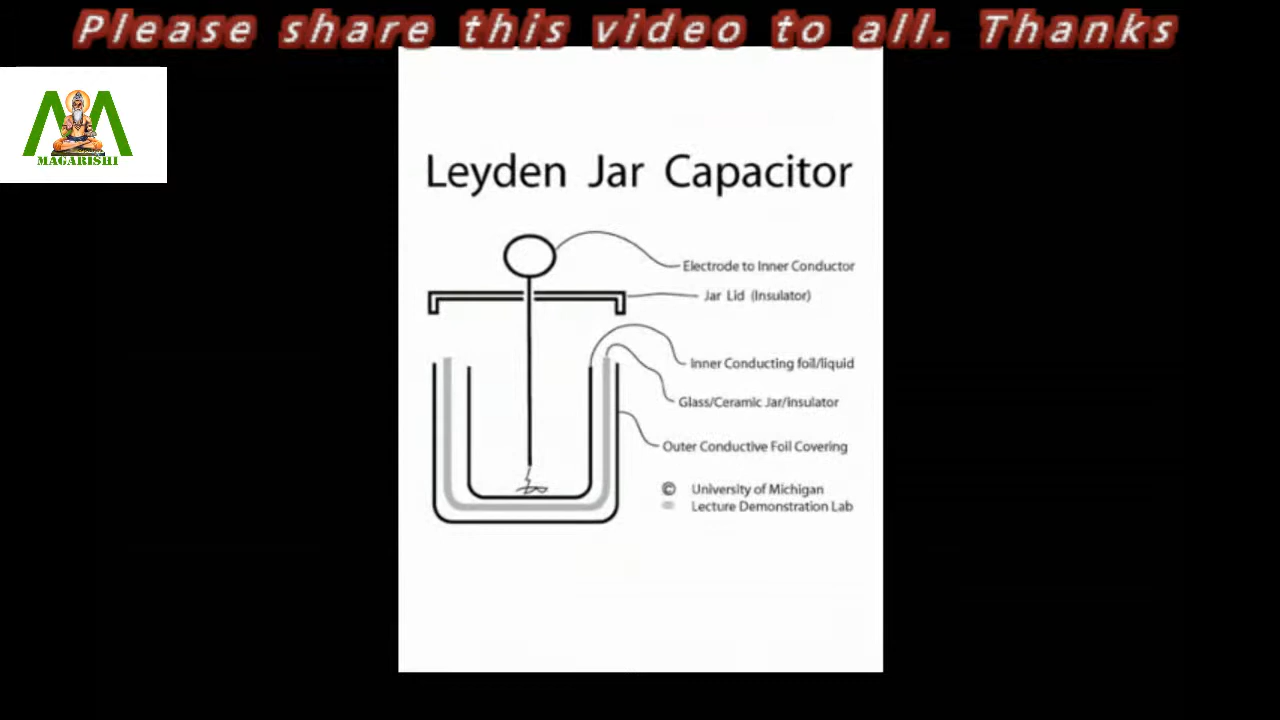 Please share this video to all. Thanks
MAGARISHI
Leyden Jar Capacitor
Electrode to Inner Conductor
Jar Lid (Insulator)
Inner Conducting foil/liquid
Glass/Ceramic Jar/insulator
Outer Conductive Foil Covering
© University of Michigan
Lecture Demonstration Lab